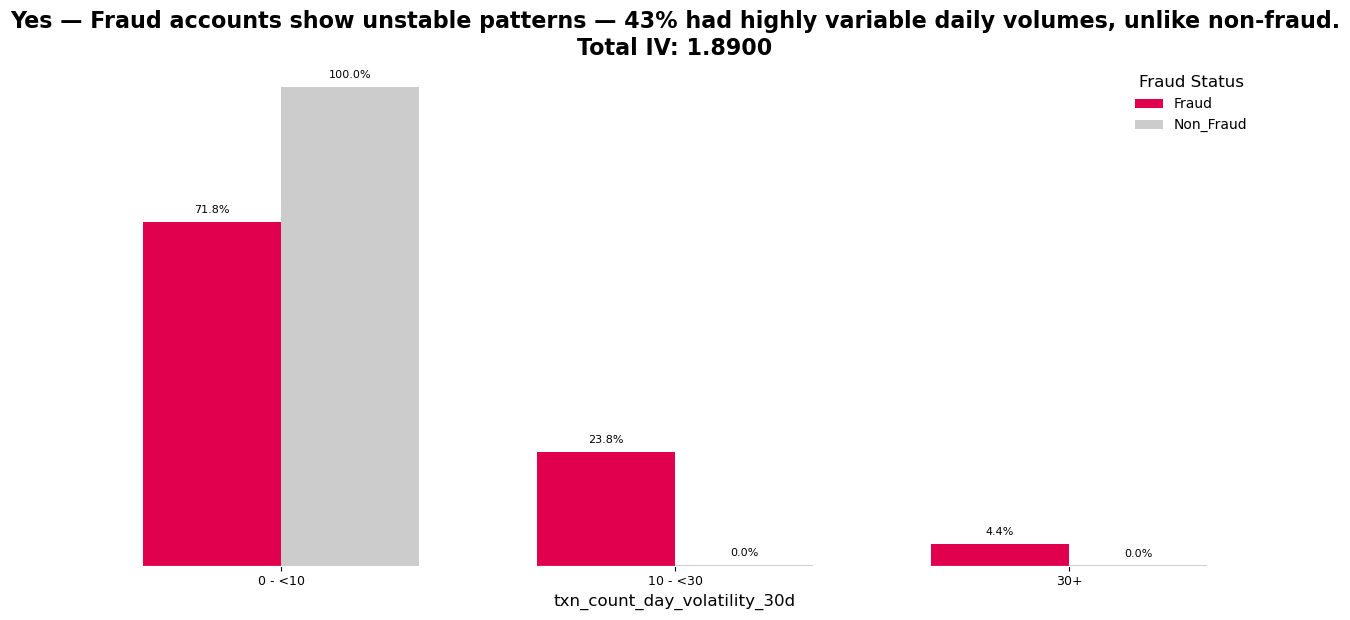 Yes — Fraud accounts show unstable patterns — 43% had highly variable daily volumes, unlike non-fraud.
Total IV: 1.8900
Fraud Status
Fraud
Non_Fraud
100.0%
71.8%
23.8%
0.0%
4.4%
0.0%
0 - <10
10 - <30
30+
txn_count_day_volatility_30d